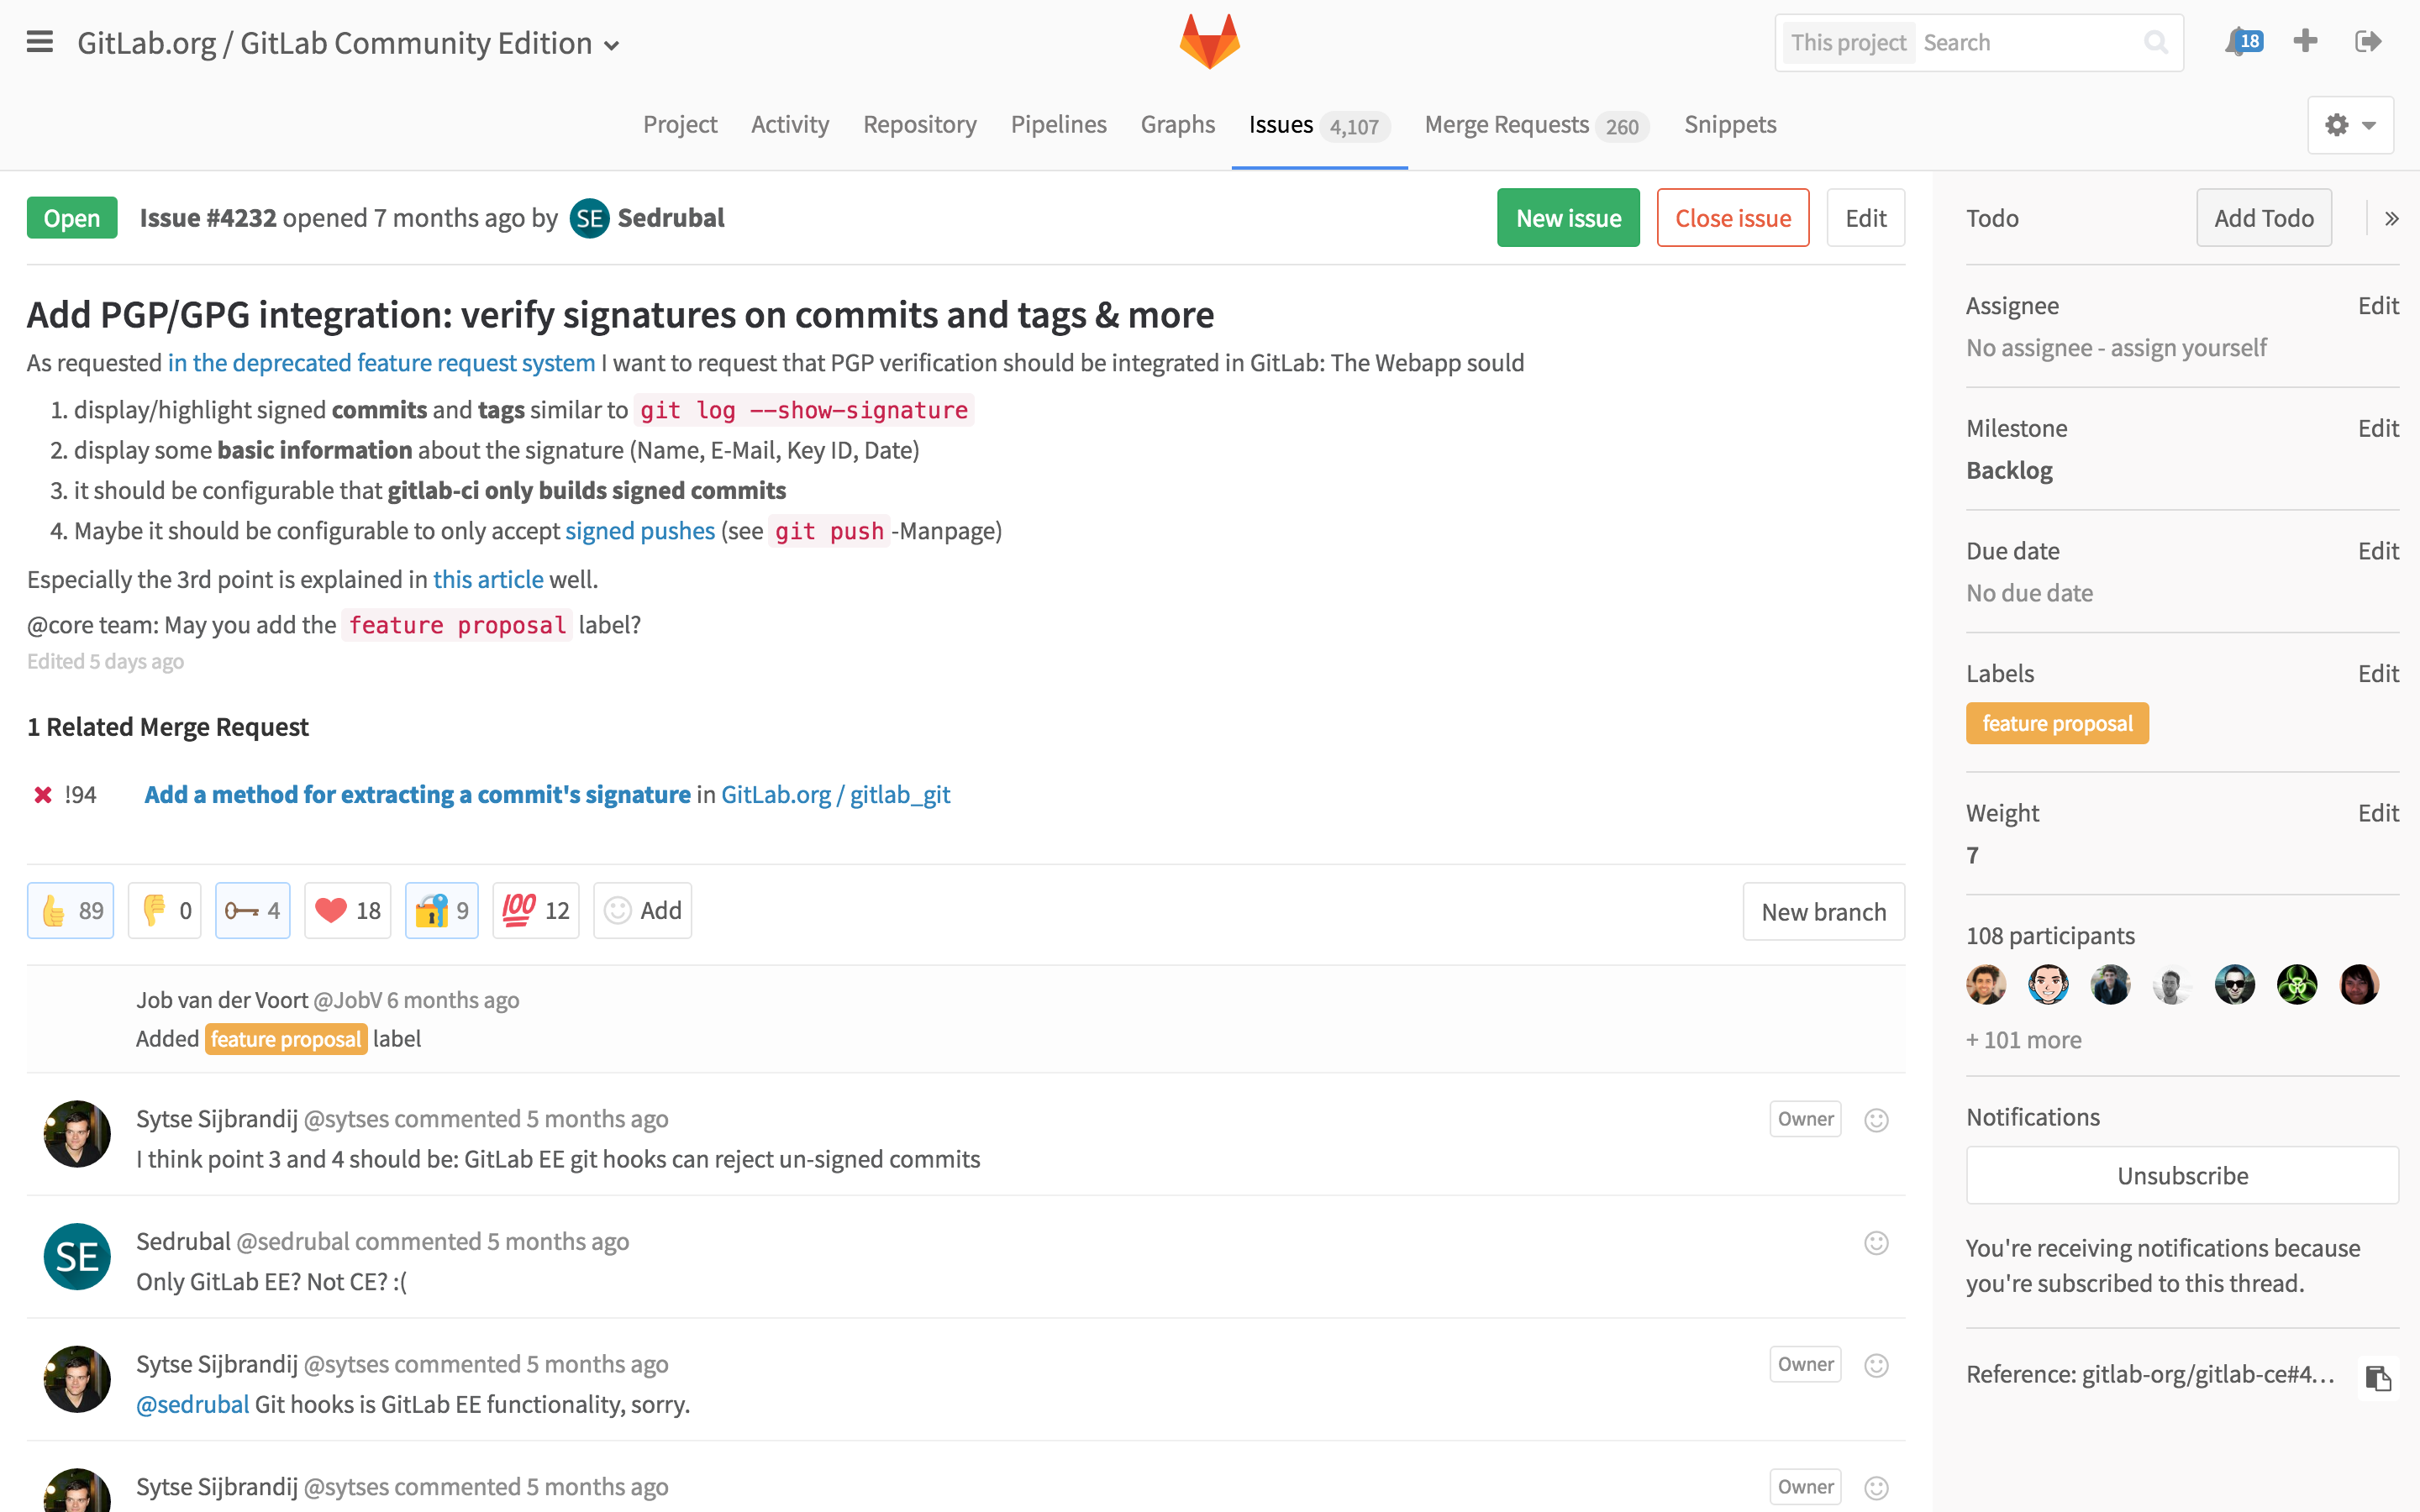 GitLab.org / GitLab Community Edition
This project Search
18
Project Activity Repository Pipelines Graphs Issues 4,107 Merge Requests 260 Snippets
Open Issue #4232 opened 7 months ago by SE Sedrubal
New issue Close issue Edit
Add PGP/GPG integration: verify signatures on commits and tags & more
As requested in the deprecated feature request system I want to request that PGP verification should be integrated in GitLab: The Webapp sould
1. display/highlight signed commits and tags similar to git log --show-signature
2. display some basic information about the signature (Name, E-Mail, Key ID, Date)
3. it should be configurable that gitlab-ci only builds signed commits
4. Maybe it should be configurable to only accept signed pushes (see git push -Manpage)
Especially the 3rd point is explained in this article well.
@core team: May you add the feature proposal label?
Edited 5 days ago
1 Related Merge Request
!94 Add a method for extracting a commit's signature in GitLab.org / gitlab_git
89 0 4 18 9 100 12 Add
New branch
Job van der Voort @JobV 6 months ago
Added feature proposal label
Sytse Sijbrandij @sytses commented 5 months ago Owner
I think point 3 and 4 should be: GitLab EE git hooks can reject un-signed commits
SE Sedrubal @sedrubal commented 5 months ago
Only GitLab EE? Not CE? :(
Sytse Sijbrandij @sytses commented 5 months ago Owner
@sedrubal Git hooks is GitLab EE functionality, sorry.
Sytse Sijbrandij @sytses commented 5 months ago Owner
Todo Add Todo »
Assignee Edit
No assignee - assign yourself
Milestone Edit
Backlog
Due date Edit
No due date
Labels Edit
feature proposal
Weight Edit
7
108 participants
+ 101 more
Notifications
Unsubscribe
You're receiving notifications because
you're subscribed to this thread.
Reference: gitlab-org/gitlab-ce#4...